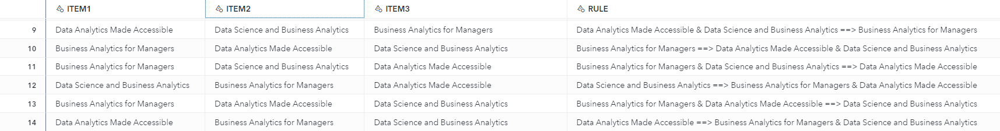 ITEM1 ITEM2 ITEM3 RULE
9 Data Analytics Made Accessible Data Science and Business Analytics Business Analytics for Managers Data Analytics Made Accessible & Data Science and Business Analytics ==> Business Analytics for Managers
10 Business Analytics for Managers Data Analytics Made Accessible Data Science and Business Analytics Business Analytics for Managers ==> Data Analytics Made Accessible & Data Science and Business Analytics
11 Business Analytics for Managers Data Science and Business Analytics Data Analytics Made Accessible Business Analytics for Managers & Data Science and Business Analytics ==> Data Analytics Made Accessible
12 Data Science and Business Analytics Business Analytics for Managers Data Analytics Made Accessible Data Science and Business Analytics ==> Business Analytics for Managers & Data Analytics Made Accessible
13 Business Analytics for Managers Data Analytics Made Accessible Data Science and Business Analytics Business Analytics for Managers & Data Analytics Made Accessible ==> Data Science and Business Analytics
14 Data Analytics Made Accessible Business Analytics for Managers Data Science and Business Analytics Data Analytics Made Accessible ==> Business Analytics for Managers & Data Science and Business Analytics